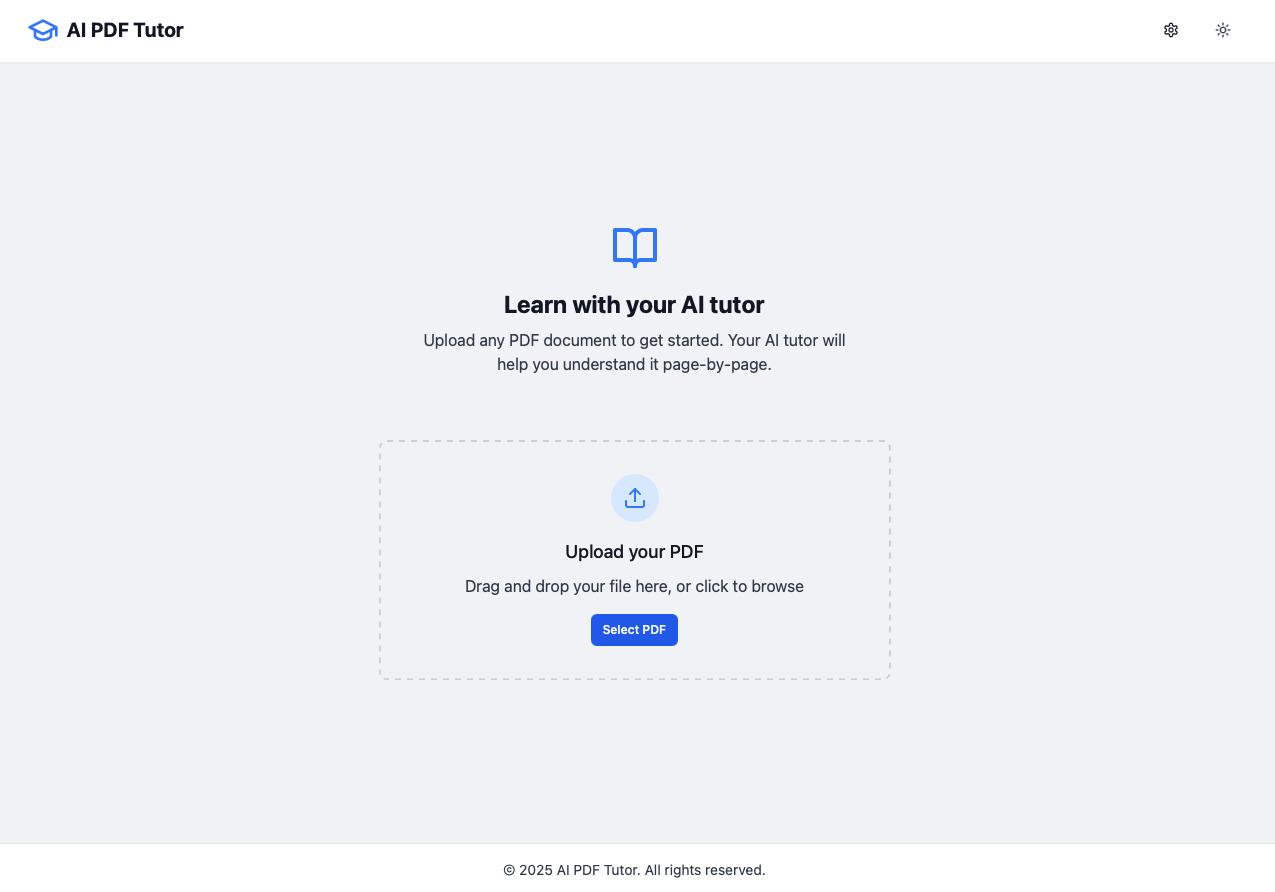 AI PDF Tutor
Learn with your AI tutor
Upload any PDF document to get started. Your AI tutor will
help you understand it page-by-page.
Upload your PDF
Drag and drop your file here, or click to browse
Select PDF
© 2025 AI PDF Tutor. All rights reserved.